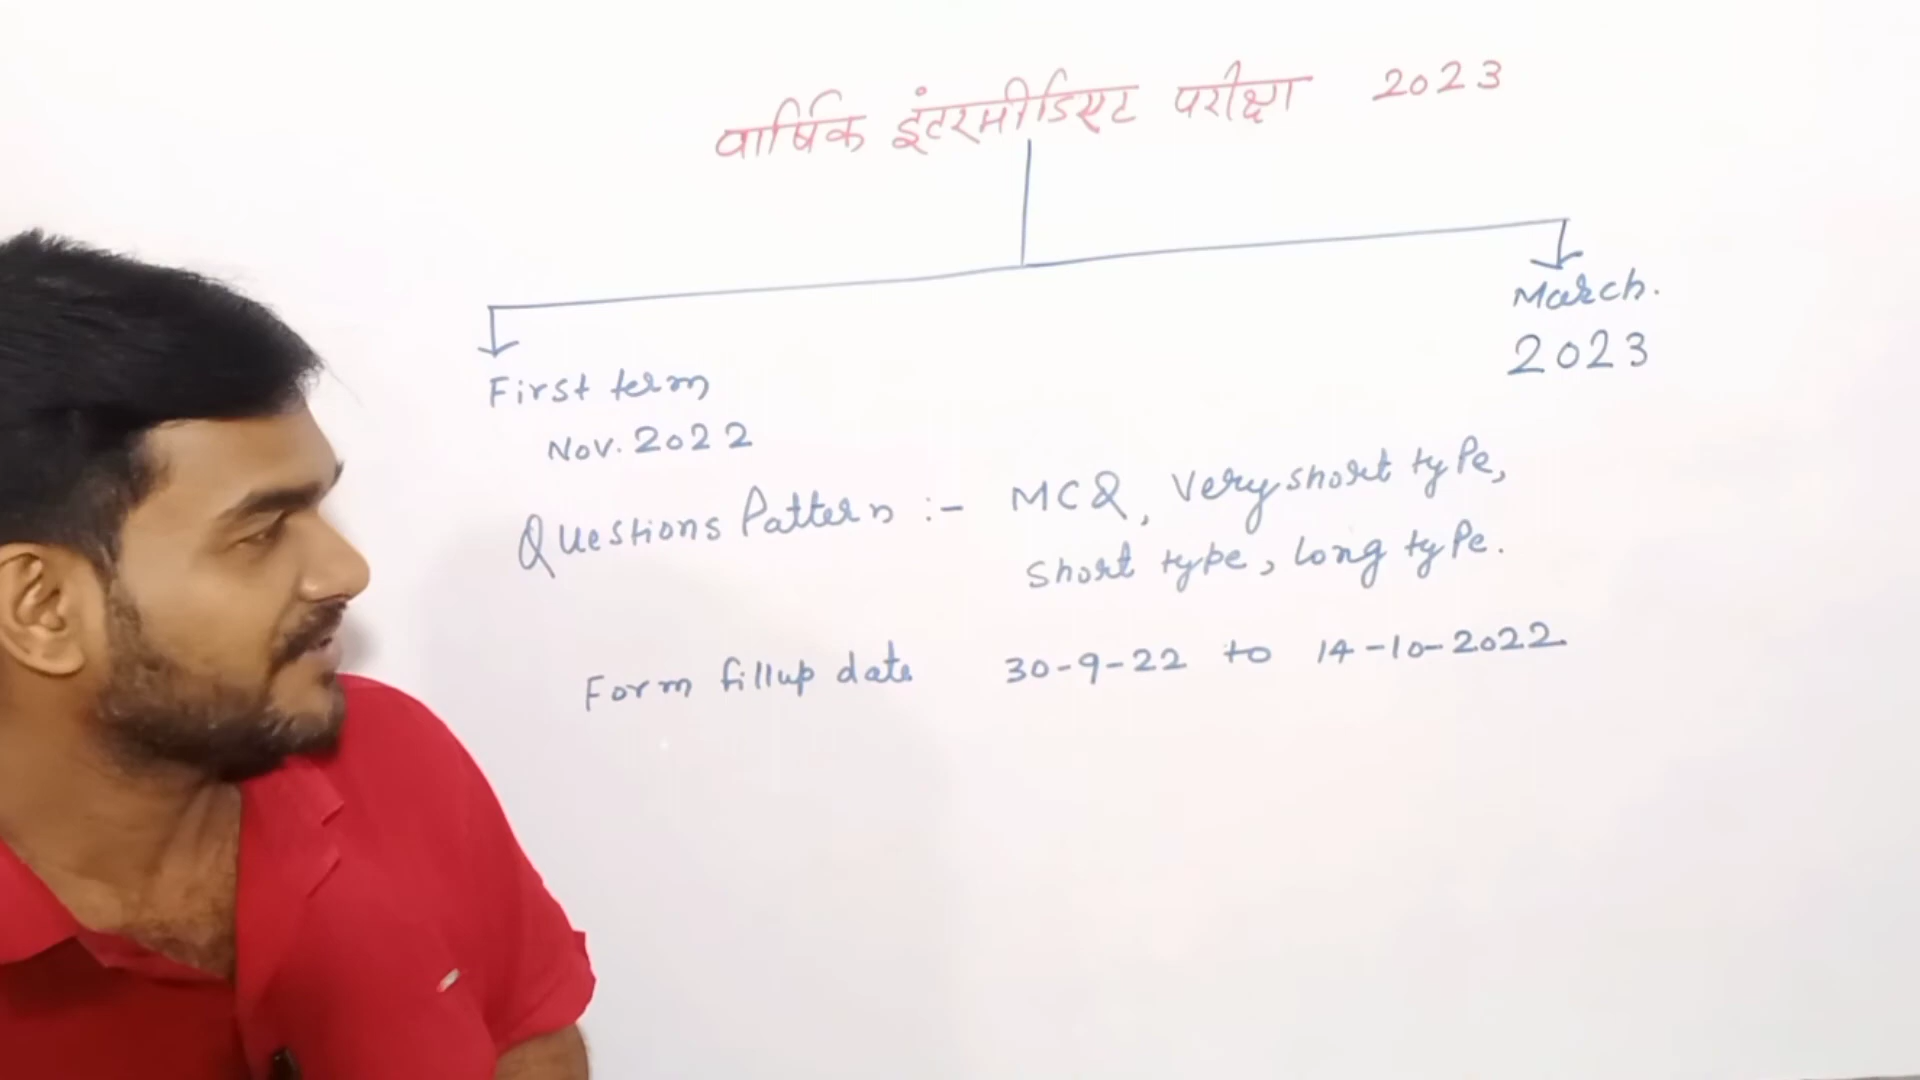 वार्षिक इंटरमीडिएट परीक्षा 2023
First term
Nov. 2022
March.
2023
Questions Pattern :- MCQ, Very short type,
Short type, long type.
Form fillup date 30-9-22 to 14-10-2022